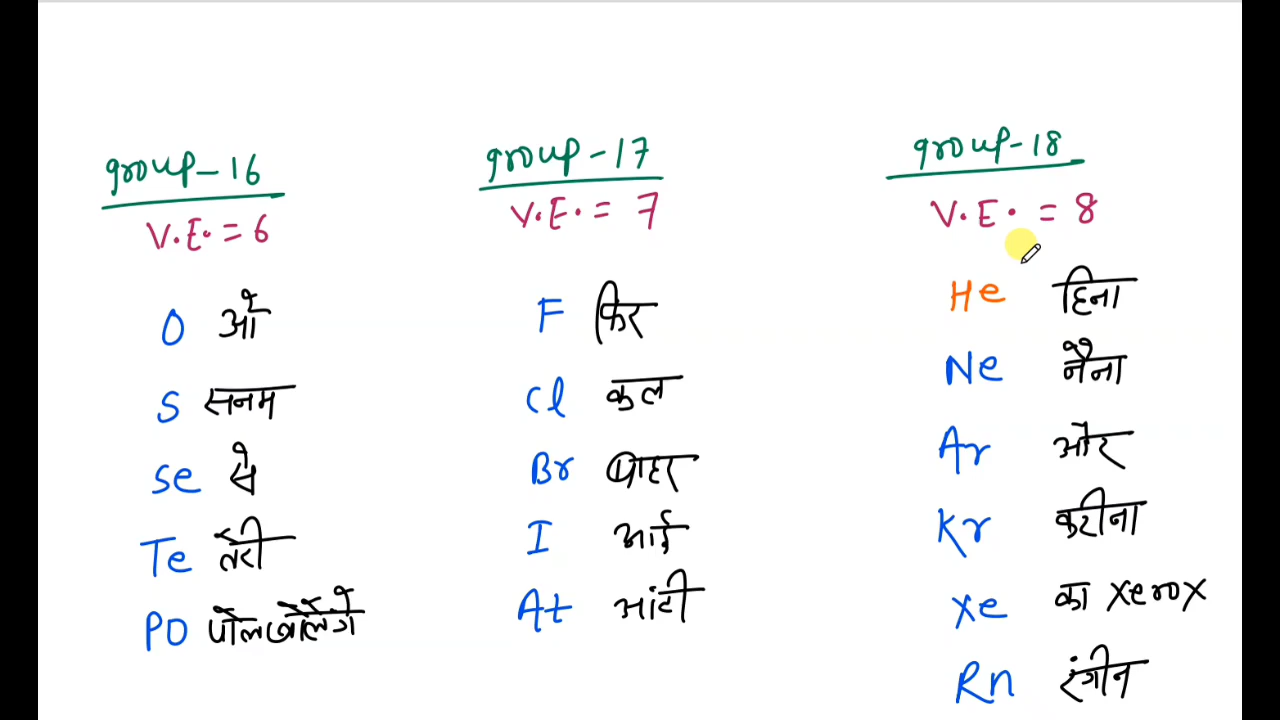 group-16
V.E. = 6
O ओ
S सनम
Se से
Te तेरी
Po पोल खोलेंगे
group-17
V.E. = 7
F फिर
Cl कल
Br बाहर
I आई
At आंटी
group-18
V.E. = 8
He हिना
Ne नैना
Ar और
Kr करीना
Xe का xerox
Rn रंगीन